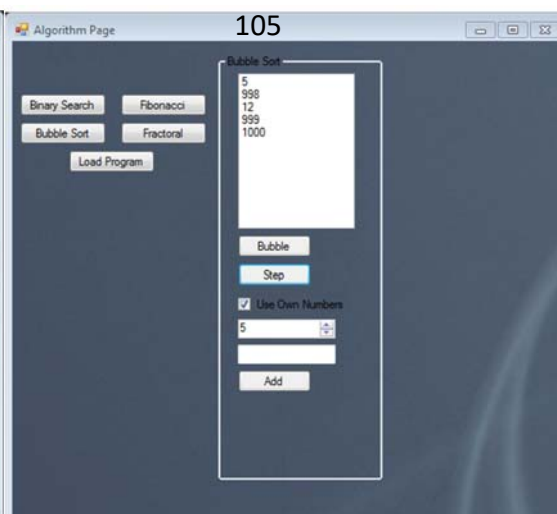 Algorithm Page
105
Bubble Sort
5
998
12
999
1000
Binary Search
Fibonacci
Bubble Sort
Fractoral
Load Program
Bubble
Step
Use Own Numbers
5
Add